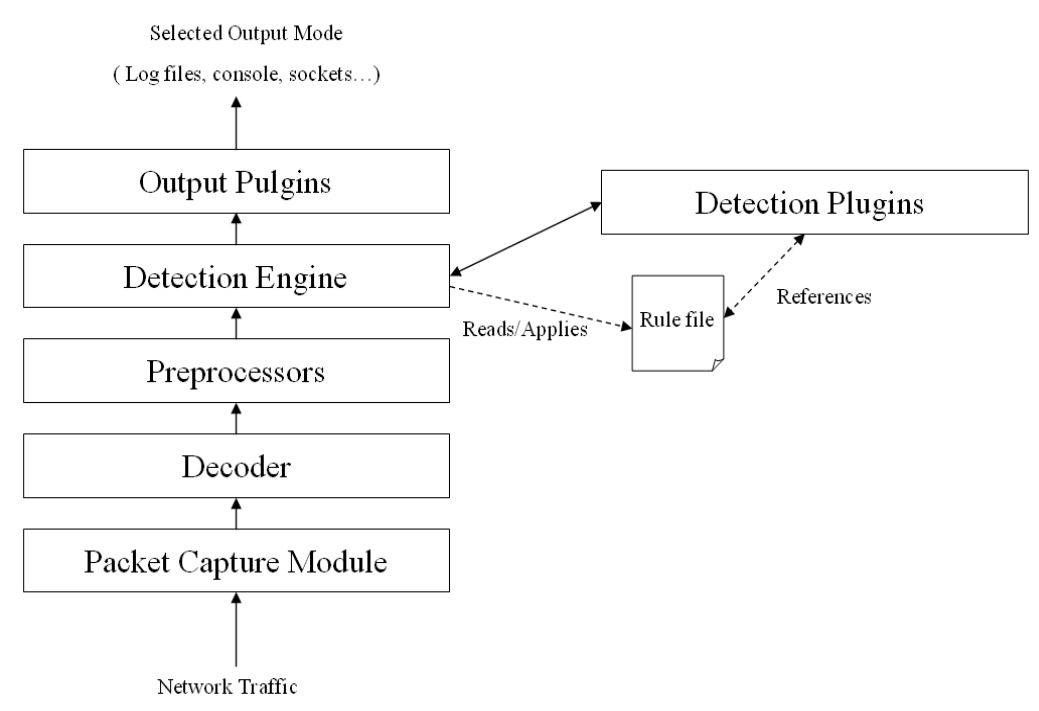 Selected Output Mode
( Log files, console, sockets…)
Output Pulgins
Detection Plugins
Detection Engine
References
Rule file
Reads/Applies
Preprocessors
Decoder
Packet Capture Module
Network Traffic